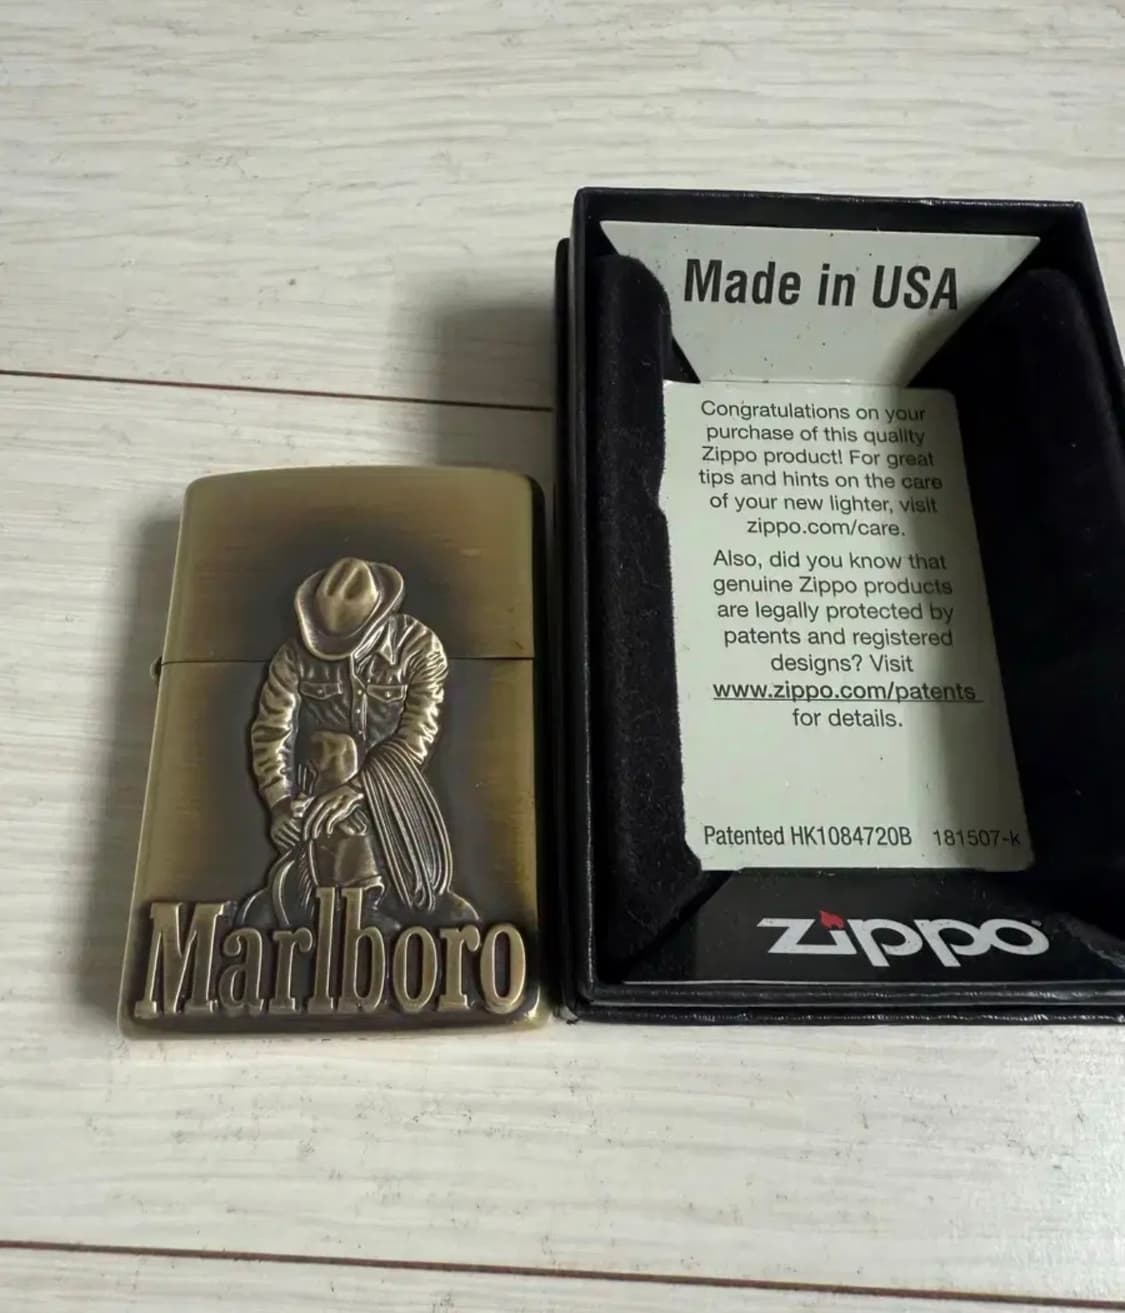 Marlboro
Made in USA
Congratulations on your
purchase of this quality
Zippo product! For great
tips and hints on the care
of your new lighter, visit
zippo.com/care.
Also, did you know that
genuine Zippo products
are legally protected by
patents and registered
designs? Visit
www.zippo.com/patents
for details.
Patented HK1084720B 181507-k
zippo